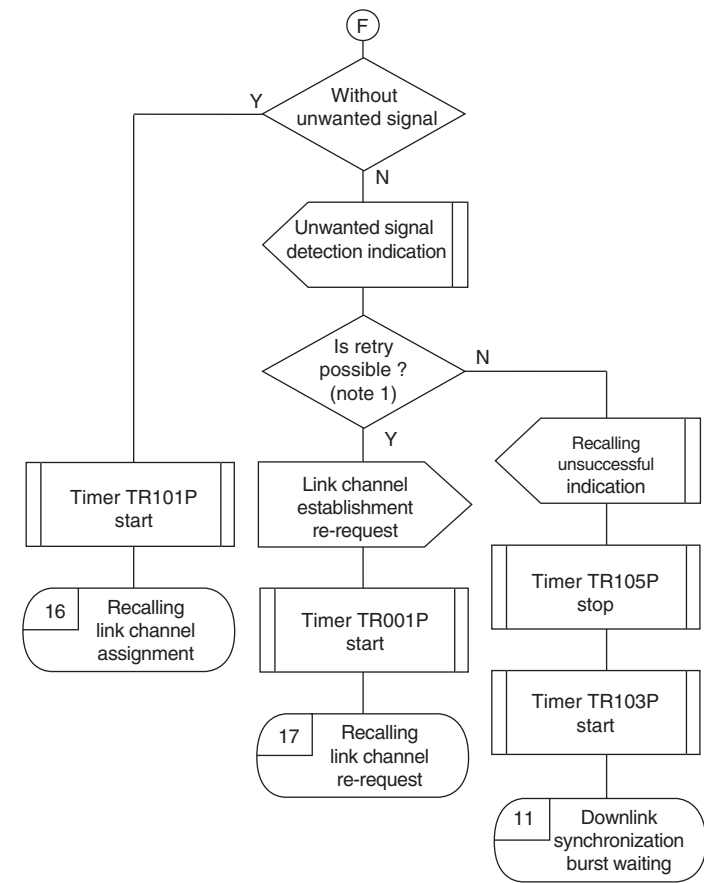 F
Without
unwanted signal
Y
N
Unwanted signal
detection indication
Is retry
possible ?
(note 1)
N
Y
Recalling
unsuccessful
indication
Timer TR101P
start
Link channel
establishment
re-request
16
Recalling
link channel
assignment
Timer TR001P
start
Timer TR105P
stop
17
Recalling
link channel
re-request
Timer TR103P
start
11
Downlink
synchronization
burst waiting